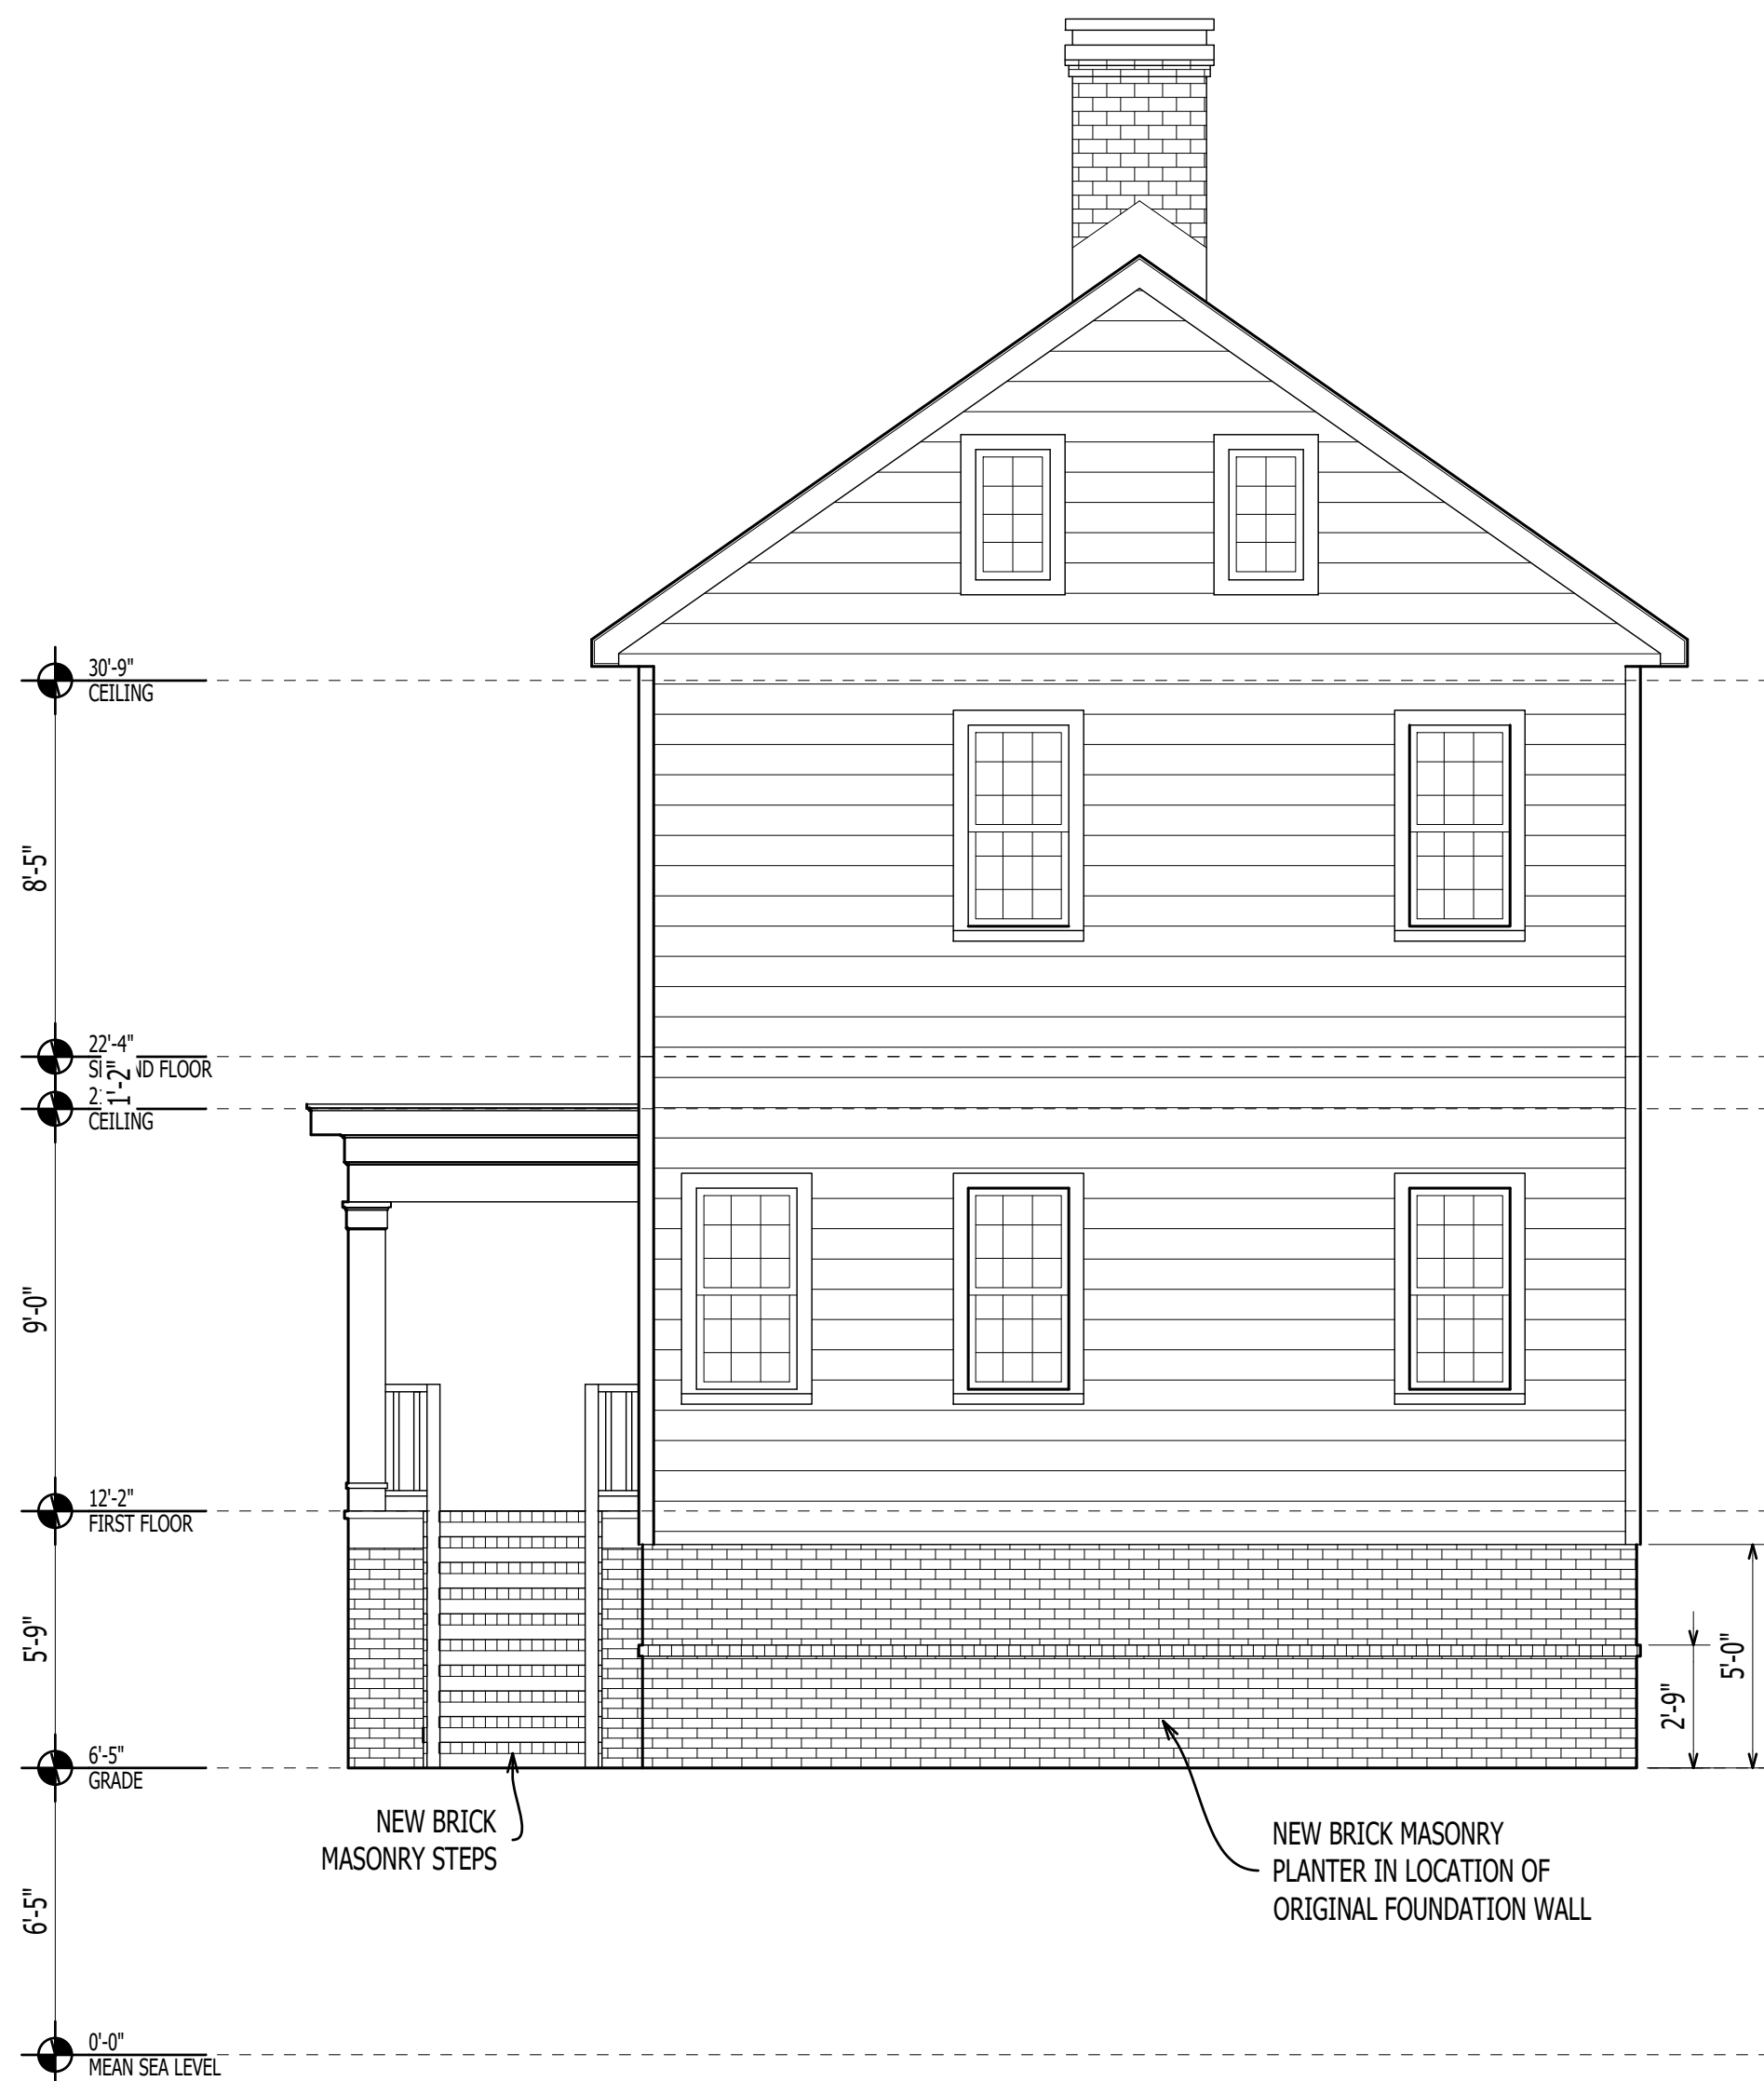 30'-9"
CEILING
8'-5"
22'-4"
FLOOR
1'-2"
CEILING
9'-0"
12'-2"
FIRST FLOOR
5'-9"
5'-0"
2'-9"
6'-5"
GRADE
NEW BRICK
MASONRY STEPS
NEW BRICK MASONRY
PLANTER IN LOCATION OF
ORIGINAL FOUNDATION WALL
6'-5"
0'-0"
MEAN SEA LEVEL